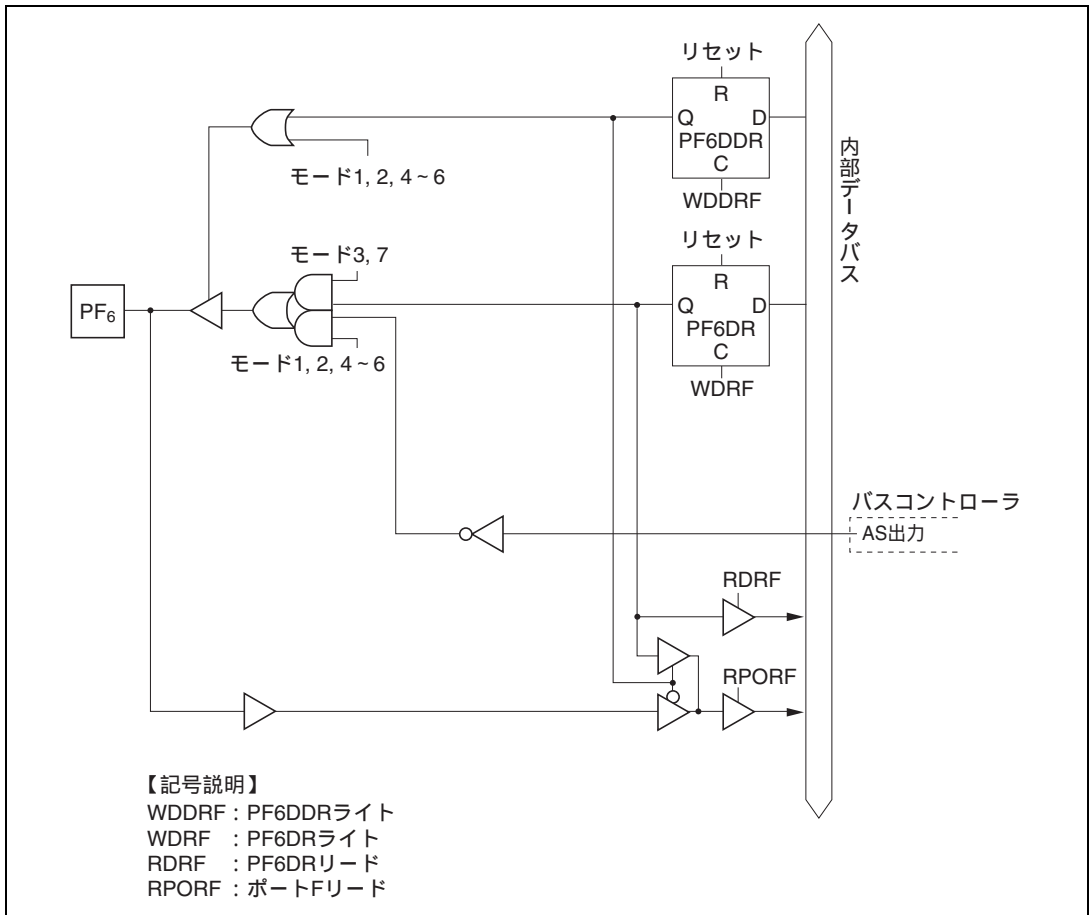 リセット
R
Q D
PF6DDR
C
WDDRF
モード1, 2, 4~6
内部データバス
リセット
モード3, 7
R
Q D
PF6DR
C
WDRF
PF6
モード1, 2, 4~6
バスコントローラ
AS出力
RDRF
RPORF
【記号説明】
WDDRF : PF6DDRライト
WDRF : PF6DRライト
RDRF : PF6DRリード
RPORF : ポートFリード